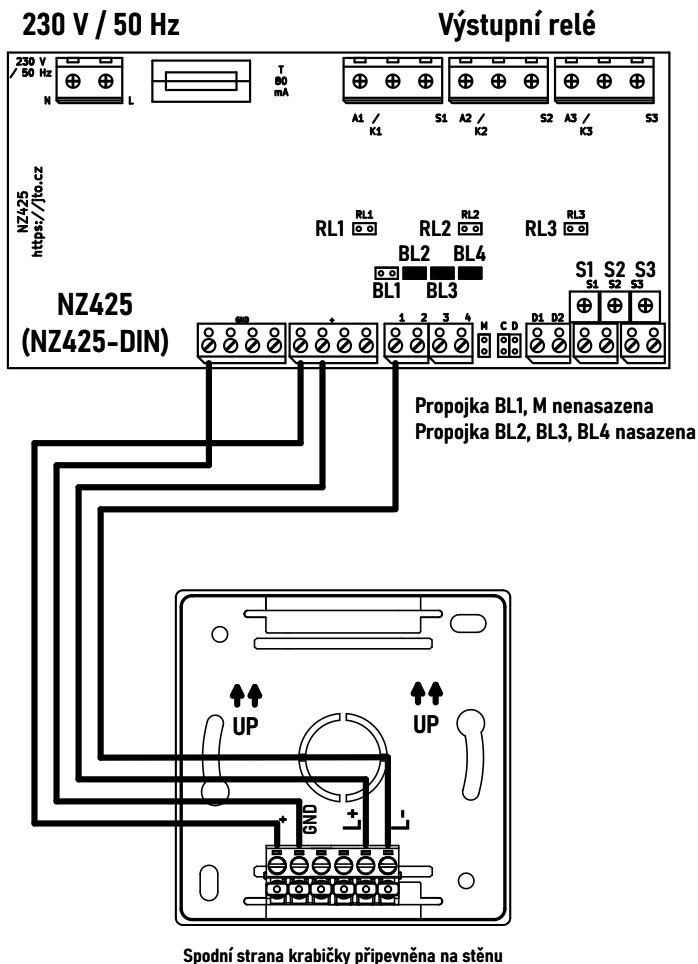 230 V / 50 Hz
Výstupní relé
230 V
/ 50 Hz
N
L
T
80
mA
A1 /
K1
S1
A2 /
K2
S2
A3 /
K3
S3
NZ425
https://jto.cz
RL1
RL1
RL2
RL2
RL3
RL3
BL2
BL4
BL1
BL3
S1 S2 S3
S1 S2 S3
NZ425
(NZ425-DIN)
GND
+
1 2 3 4
M
C D
D1 D2
Propojka BL1, M nenasazena
Propojka BL2, BL3, BL4 nasazena
UP
UP
+
GND
L+
L-
Spodní strana krabičky připevněna na stěnu